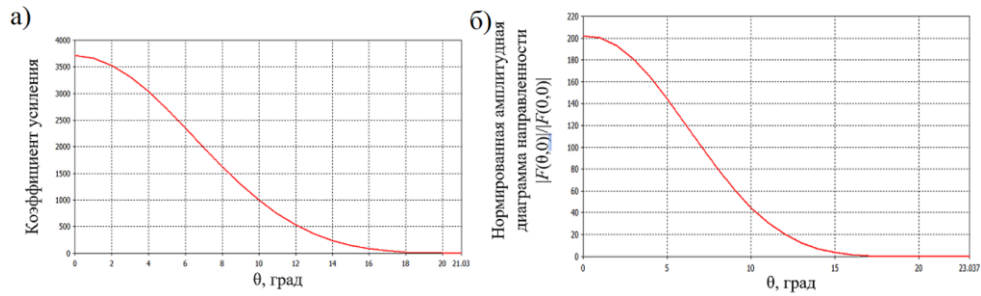 а)
Коэффициент усиления
4000
3500
3000
2500
2000
1500
1000
500
0
0 2 4 6 8 10 12 14 16 18 20 21.03
θ, град
б)
Нормированная амплитудная
диаграмма направленности
|F(θ,0)|/|F(0,0)|
220
200
180
160
140
120
100
80
60
40
20
0
0 5 10 15 20 23.037
θ, град